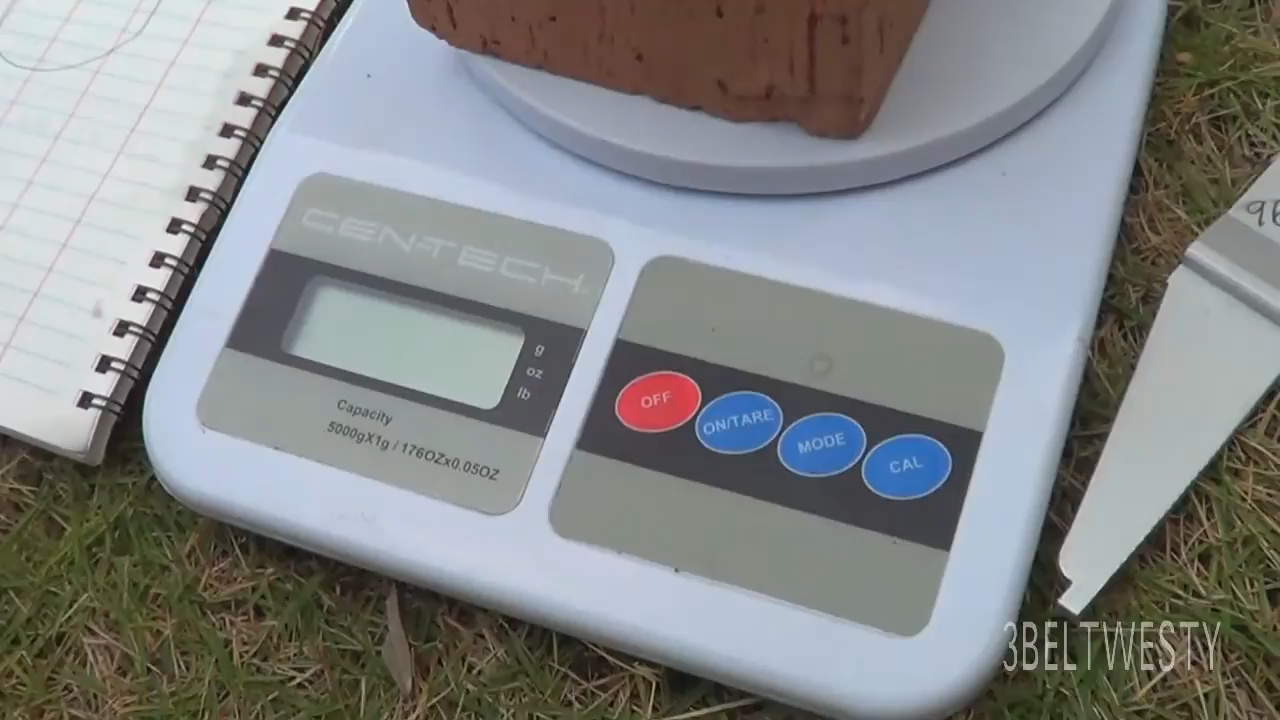 CEN-TECH
g
oz
lb
Capacity
5000gX1g / 176OZx0.05OZ
OFF
ON/TARE
MODE
CAL
3BELTWESTY